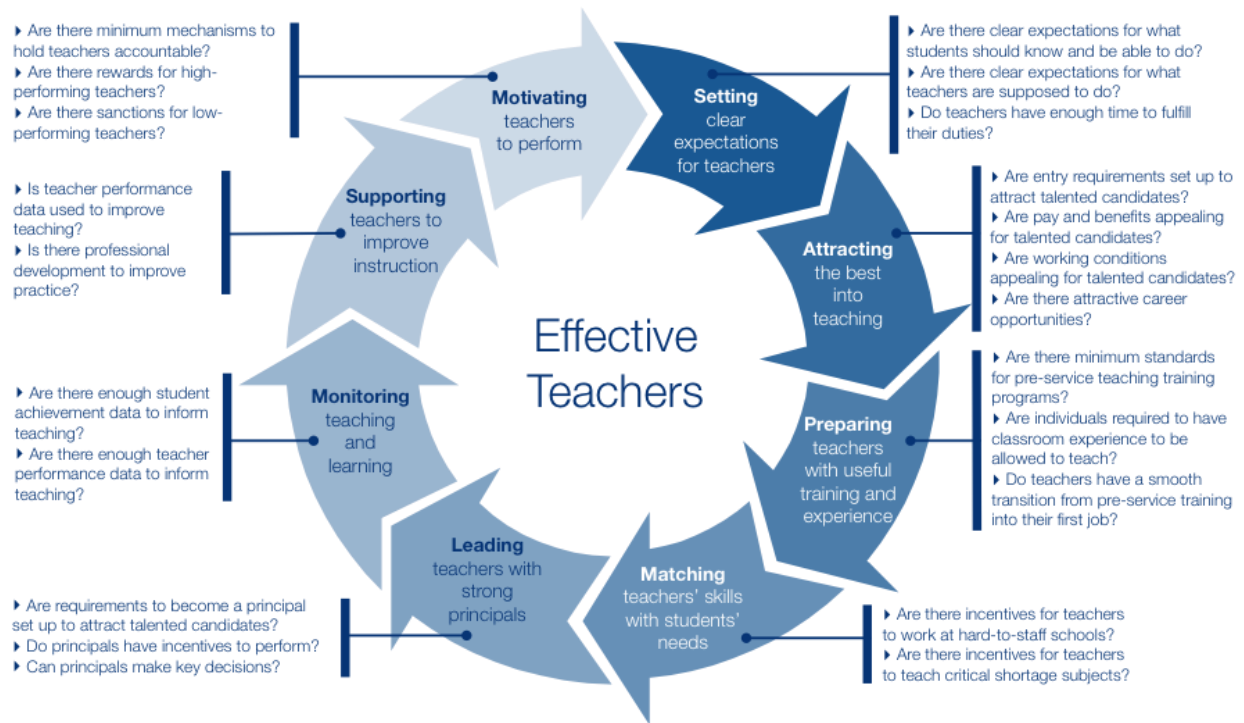 Effective
Teachers
Setting
clear
expectations
for teachers
▸ Are there clear expectations for what
students should know and be able to do?
▸ Are there clear expectations for what
teachers are supposed to do?
▸ Do teachers have enough time to fulfill
their duties?
Attracting
the best
into
teaching
▸ Are entry requirements set up to
attract talented candidates?
▸ Are pay and benefits appealing
for talented candidates?
▸ Are working conditions
appealing for talented candidates?
▸ Are there attractive career
opportunities?
Preparing
teachers
with useful
training and
experience
▸ Are there minimum standards
for pre-service teaching training
programs?
▸ Are individuals required to have
classroom experience to be
allowed to teach?
▸ Do teachers have a smooth
transition from pre-service training
into their first job?
Matching
teachers' skills
with students'
needs
▸ Are there incentives for teachers
to work at hard-to-staff schools?
▸ Are there incentives for teachers
to teach critical shortage subjects?
Leading
teachers with
strong
principals
▸ Are requirements to become a principal
set up to attract talented candidates?
▸ Do principals have incentives to perform?
▸ Can principals make key decisions?
Monitoring
teaching
and
learning
▸ Are there enough student
achievement data to inform
teaching?
▸ Are there enough teacher
performance data to inform
teaching?
Supporting
teachers to
improve
instruction
▸ Is teacher performance
data used to improve
teaching?
▸ Is there professional
development to improve
practice?
Motivating
teachers
to perform
▸ Are there minimum mechanisms to
hold teachers accountable?
▸ Are there rewards for high-
performing teachers?
▸ Are there sanctions for low-
performing teachers?